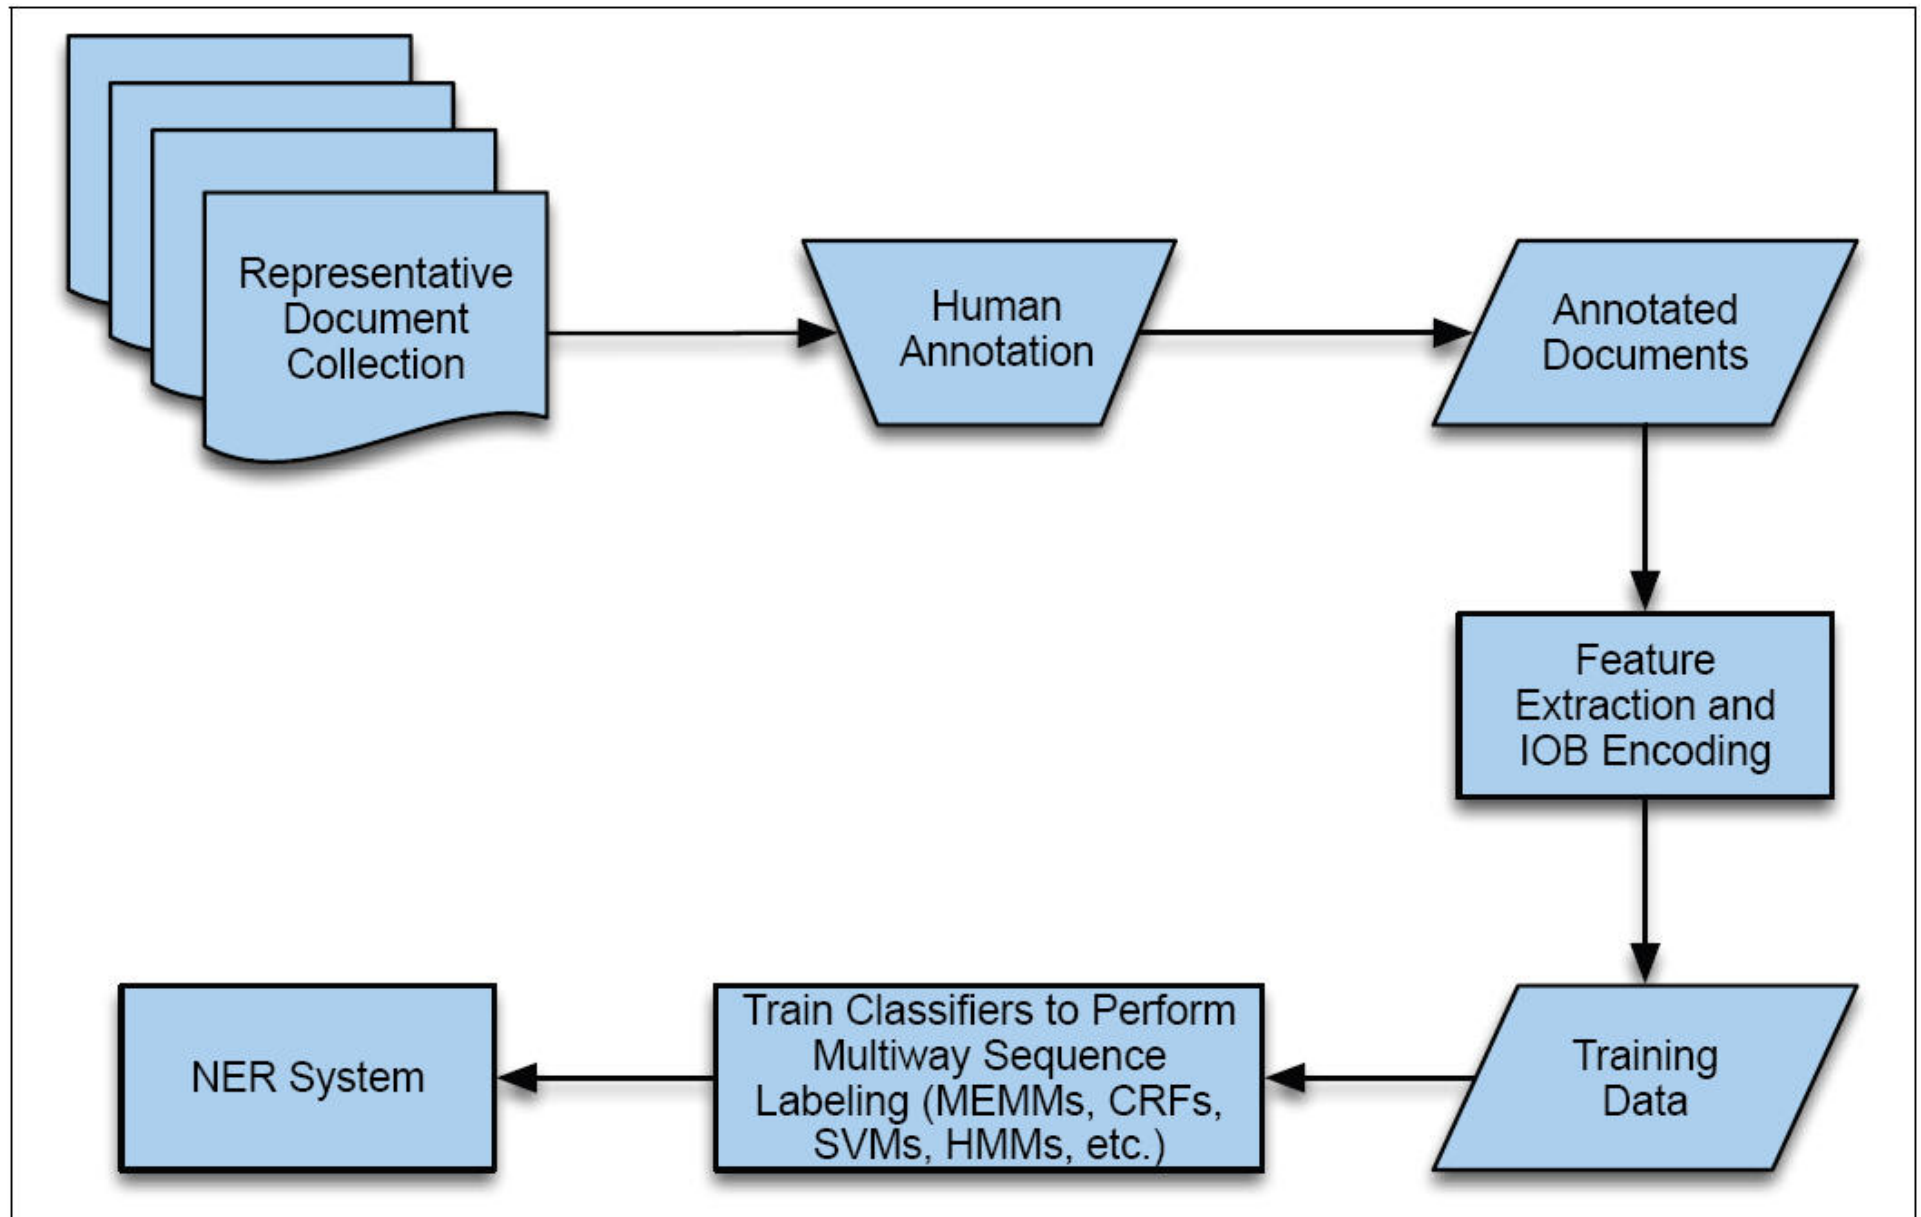 Representative
Document
Collection
Human
Annotation
Annotated
Documents
Feature
Extraction and
IOB Encoding
Training
Data
Train Classifiers to Perform
Multiway Sequence
Labeling (MEMMs, CRFs,
SVMs, HMMs, etc.)
NER System